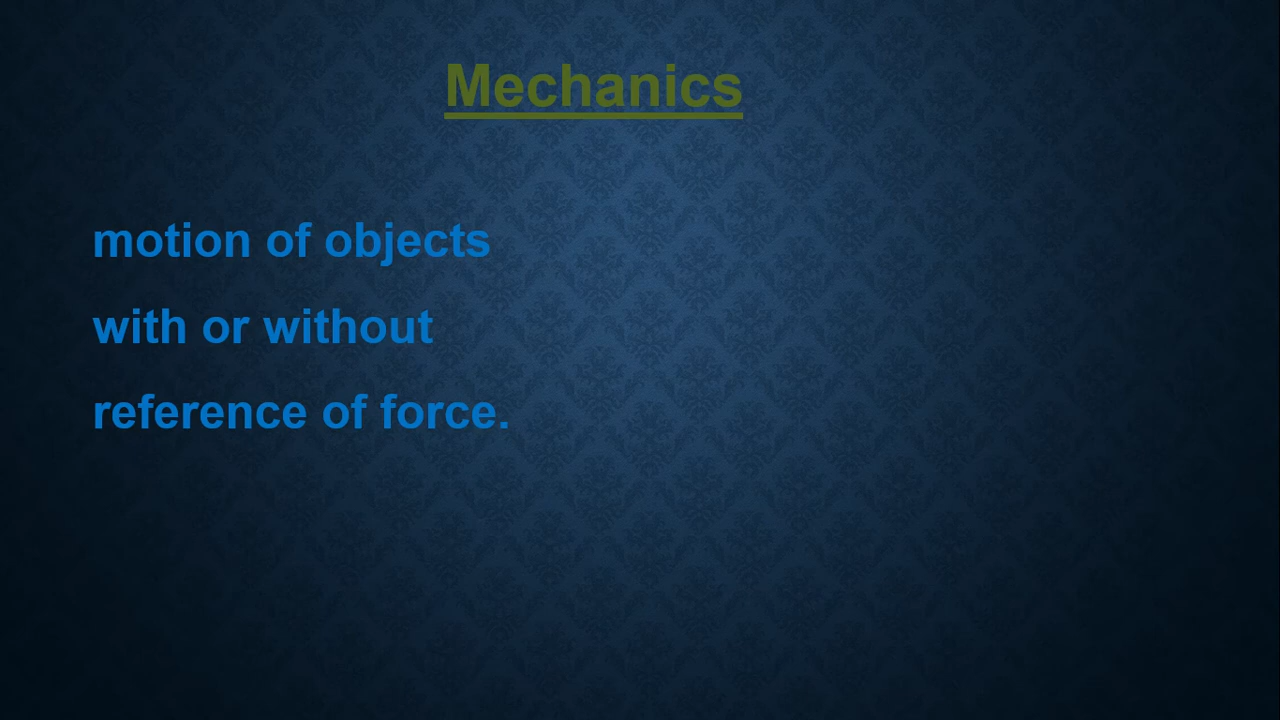 Mechanics
motion of objects
with or without
reference of force.